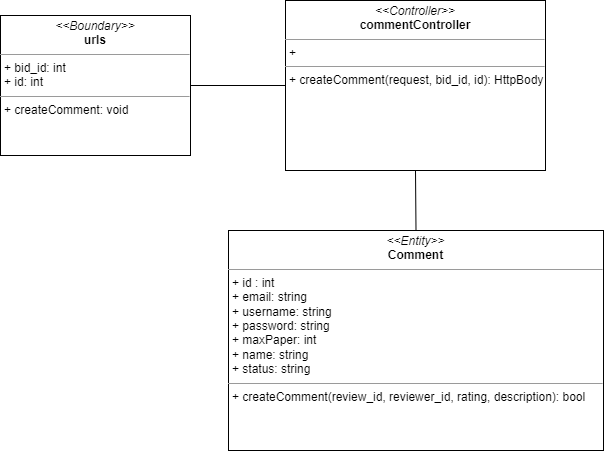 <<Boundary>>
urls
+ bid_id: int
+ id: int
+ createComment: void
<<Controller>>
commentController
+
+ createComment(request, bid_id, id): HttpBody
<<Entity>>
Comment
+ id : int
+ email: string
+ username: string
+ password: string
+ maxPaper: int
+ name: string
+ status: string
+ createComment(review_id, reviewer_id, rating, description): bool